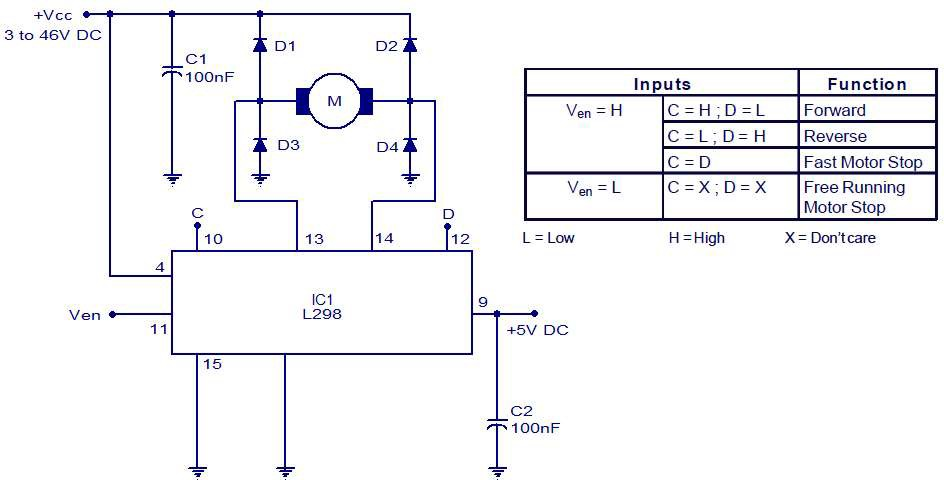 +Vcc
3 to 46V DC
C1
100nF
D1
D2
M
D3
D4
C
D
10
13
14
12
4
IC1
L298
9
Ven
11
+5V DC
15
C2
100nF
Inputs Function
Ven = H C = H ; D = L Forward
C = L ; D = H Reverse
C = D Fast Motor Stop
Ven = L C = X ; D = X Free Running
Motor Stop
L = Low H = High X = Don't care